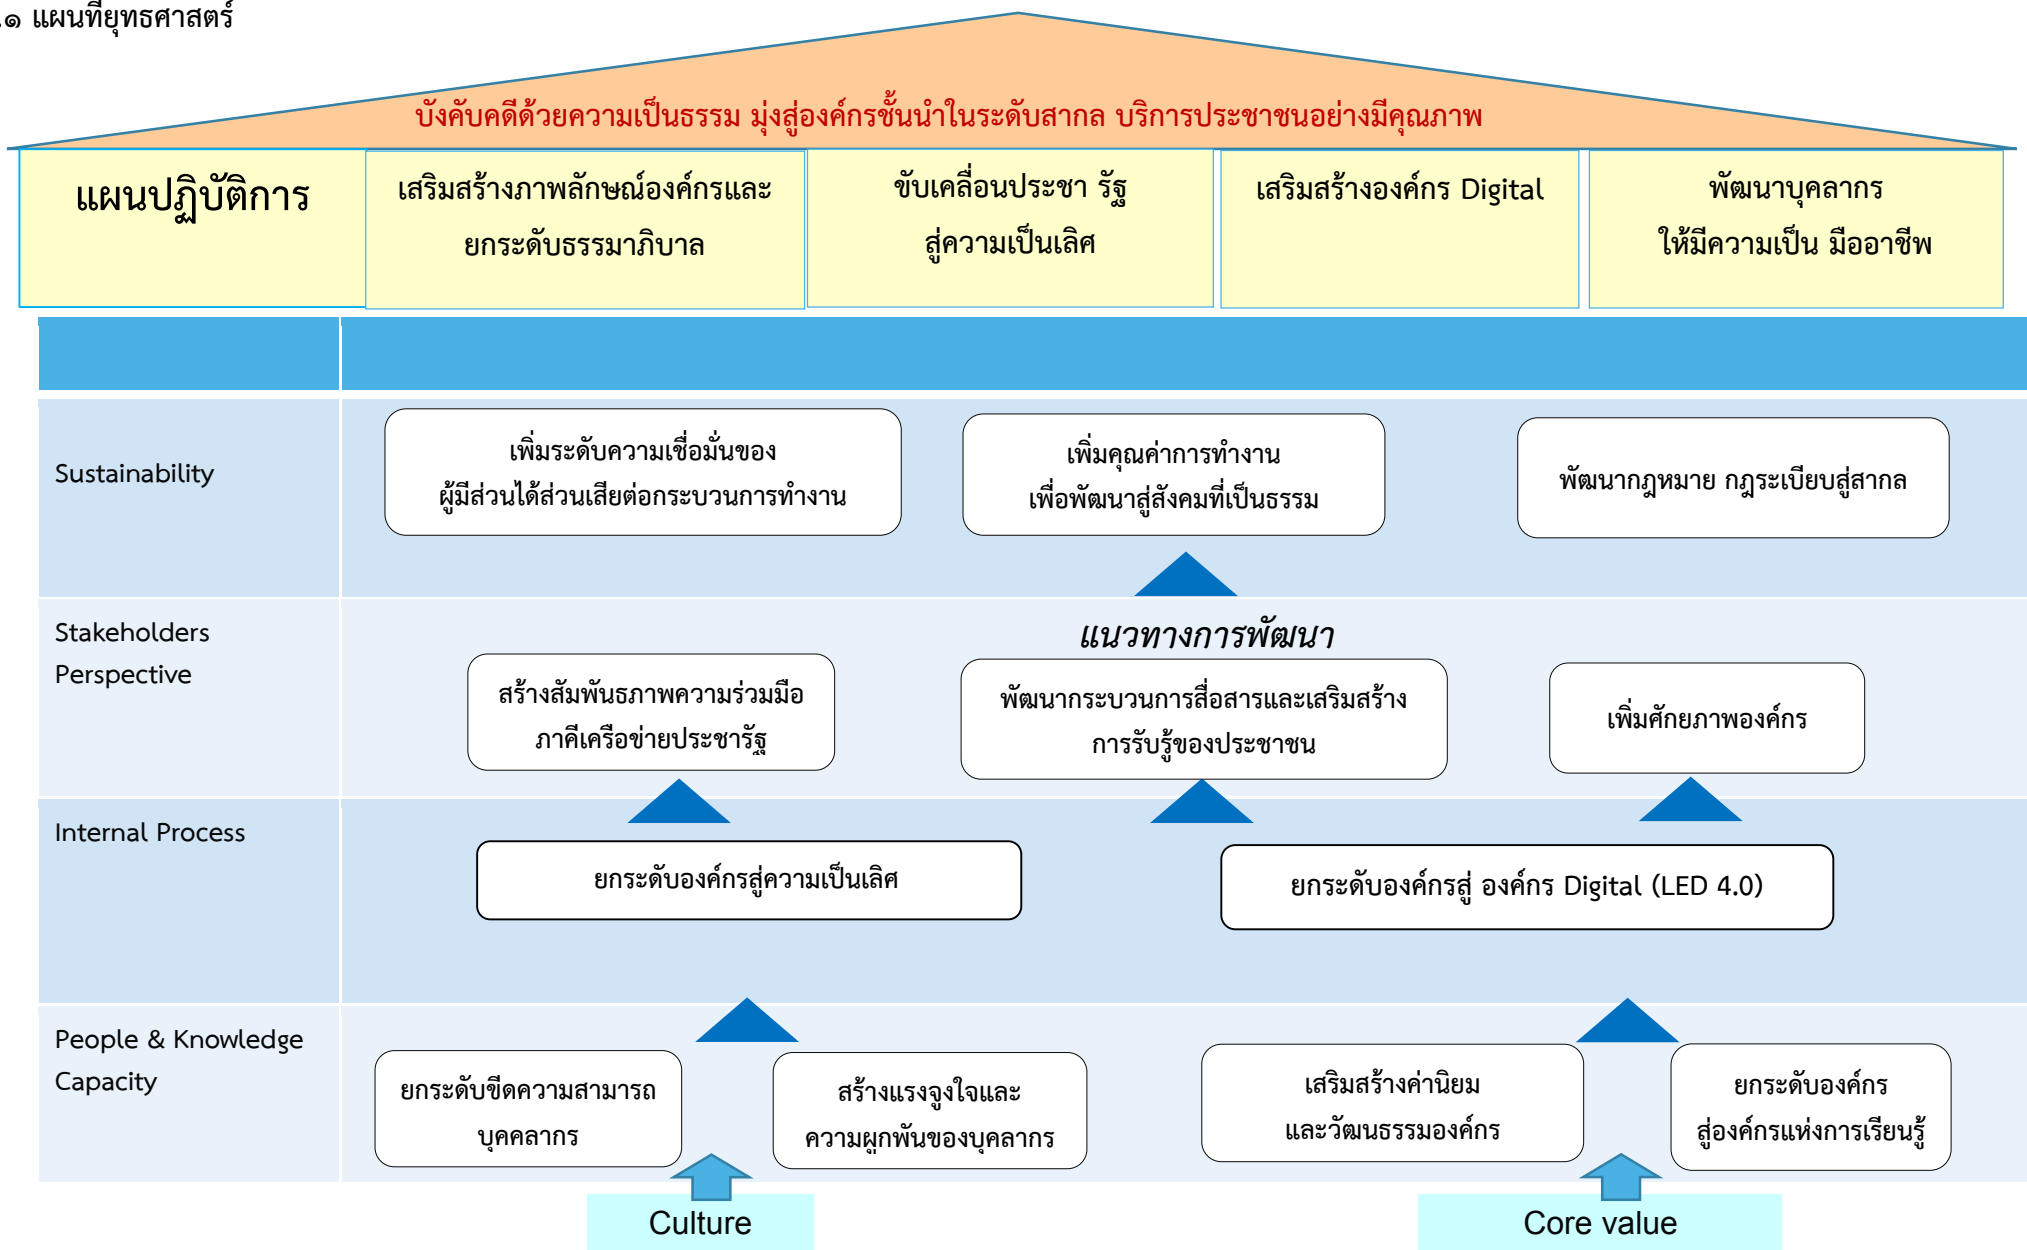 .๑ แผนที่ยุทธศาสตร์
บังคับคดีด้วยความเป็นธรรม มุ่งสู่องค์กรชั้นนำในระดับสากล บริการประชาชนอย่างมีคุณภาพ
แผนปฏิบัติการ
เสริมสร้างภาพลักษณ์องค์กรและ
ยกระดับธรรมาภิบาล
ขับเคลื่อนประชา รัฐ
สู่ความเป็นเลิศ
เสริมสร้างองค์กร Digital
พัฒนาบุคลากร
ให้มีความเป็น มืออาชีพ
Sustainability
เพิ่มระดับความเชื่อมั่นของ
ผู้มีส่วนได้ส่วนเสียต่อกระบวนการทำงาน
เพิ่มคุณค่าการทำงาน
เพื่อพัฒนาสู่สังคมที่เป็นธรรม
พัฒนากฎหมาย กฎระเบียบสู่สากล
Stakeholders
Perspective
แนวทางการพัฒนา
สร้างสัมพันธภาพความร่วมมือ
ภาคีเครือข่ายประชารัฐ
พัฒนากระบวนการสื่อสารและเสริมสร้าง
การรับรู้ของประชาชน
เพิ่มศักยภาพองค์กร
Internal Process
ยกระดับองค์กรสู่ความเป็นเลิศ
ยกระดับองค์กรสู่ องค์กร Digital (LED 4.0)
People & Knowledge
Capacity
ยกระดับขีดความสามารถ
บุคคลากร
สร้างแรงจูงใจและ
ความผูกพันของบุคลากร
เสริมสร้างค่านิยม
และวัฒนธรรมองค์กร
ยกระดับองค์กร
สู่องค์กรแห่งการเรียนรู้
Culture
Core value